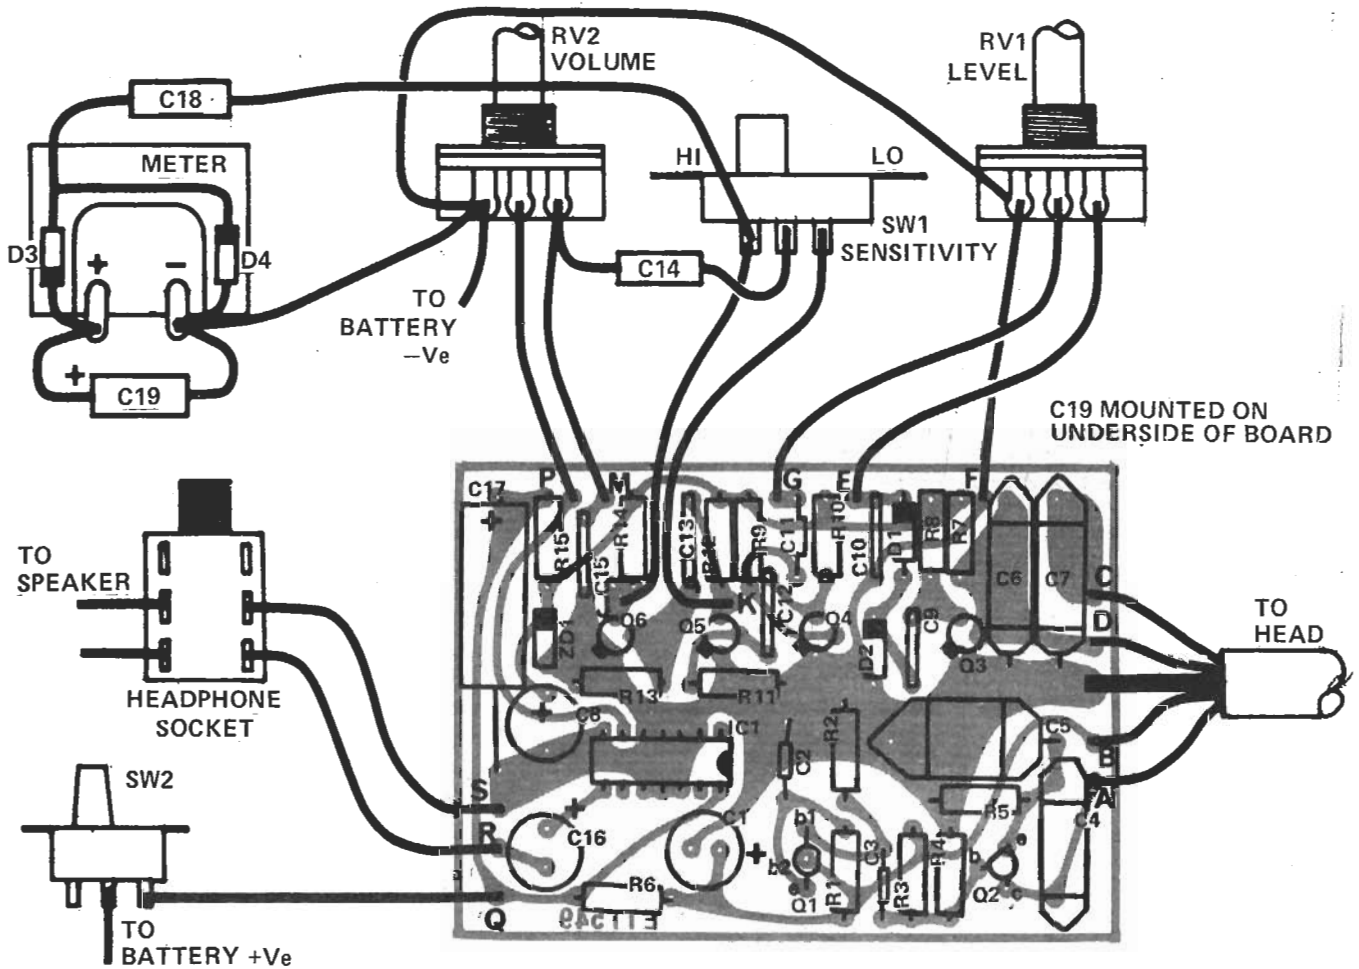 RV2
VOLUME
RV1
LEVEL
C18
METER
HI
LO
SW1
SENSITIVITY
D3
+
−
D4
C14
TO
BATTERY
−Ve
+
C19
C19 MOUNTED ON
UNDERSIDE OF BOARD
C17
+
P
M
G
E
F
R15
C15
R14
C13
R12
R9
C11
R10
C10
D1
R8
R7
C6
C7
C
D
TO
SPEAKER
TO
HEAD
HEADPHONE
SOCKET
ZD1
Q6
Q5
K
C12
Q4
D2
C9
Q3
R13
R11
+
C8
IC1
C2
R2
C5
B
A
SW2
S
R
+
C16
C1
+
b1
b2
e
Q1
R1
C3
R3
R4
R5
b
e
c
Q2
C4
R6
Q
ETI 549
TO
BATTERY +Ve